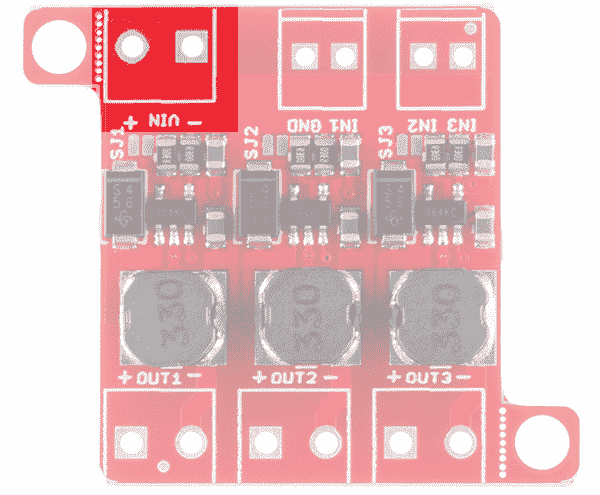 - VIN +
IN1 GND
IN3 IN2
SJ1
SJ2
SJ3
330
330
330
+ OUT1 -
+ OUT2 -
+ OUT3 -